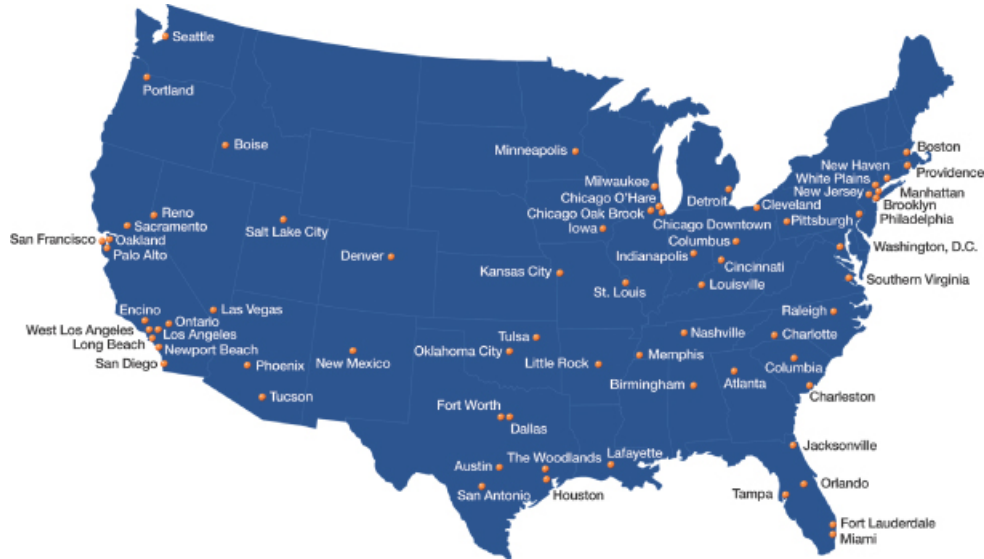 Seattle
Portland
Boise
Minneapolis
Boston
New Haven
Providence
White Plains
Milwaukee
New Jersey
Manhattan
Chicago O'Hare
Detroit
Cleveland
Brooklyn
Reno
Chicago Oak Brook
Chicago Downtown
Pittsburgh
Philadelphia
Sacramento
Salt Lake City
Iowa
Columbus
San Francisco
Oakland
Washington, D.C.
Palo Alto
Denver
Indianapolis
Cincinnati
Kansas City
St. Louis
Louisville
Southern Virginia
Encino
Las Vegas
Raleigh
West Los Angeles
Ontario
Los Angeles
Nashville
Charlotte
Long Beach
Newport Beach
Tulsa
Oklahoma City
Memphis
San Diego
Phoenix
New Mexico
Little Rock
Columbia
Birmingham
Atlanta
Tucson
Charleston
Fort Worth
Dallas
Jacksonville
The Woodlands
Lafayette
Austin
San Antonio
Houston
Tampa
Orlando
Fort Lauderdale
Miami